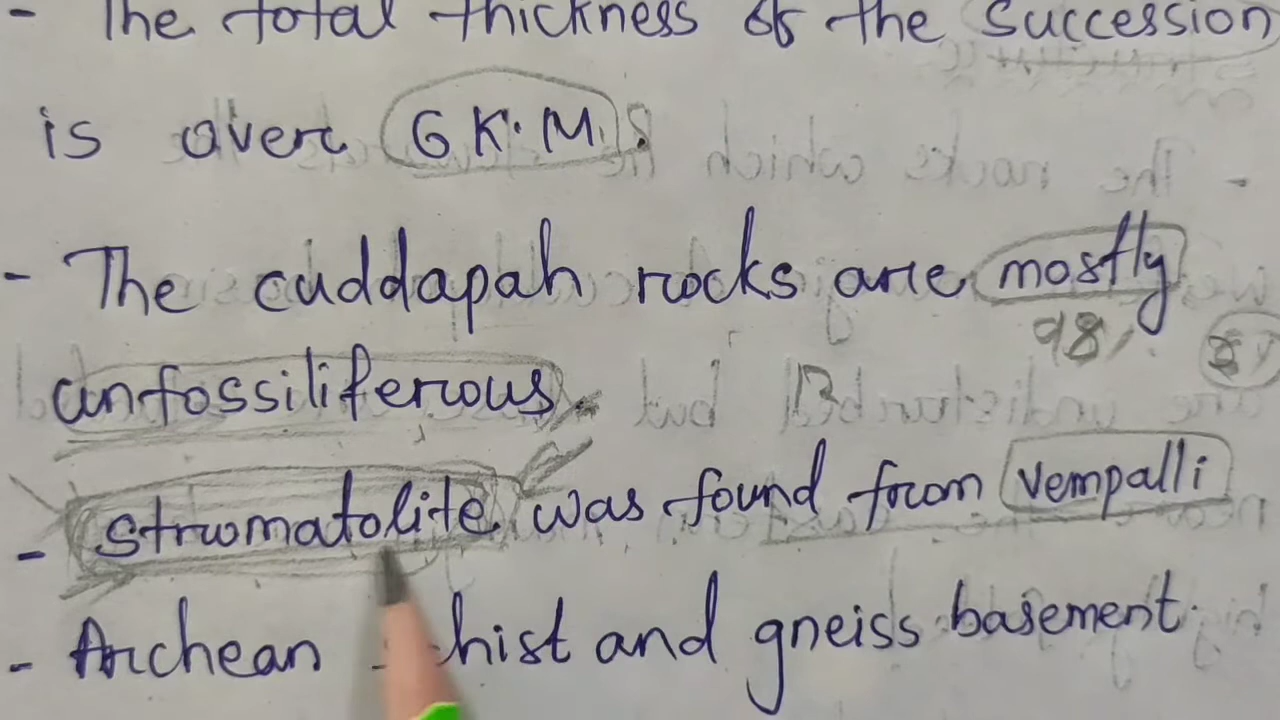 - The total thickness of the succession
is over 6 K.M.
- The cuddapah rocks are mostly
98%
unfossiliferous.
- stromatolite was found from vempalli
- Archean schist and gneiss basement.